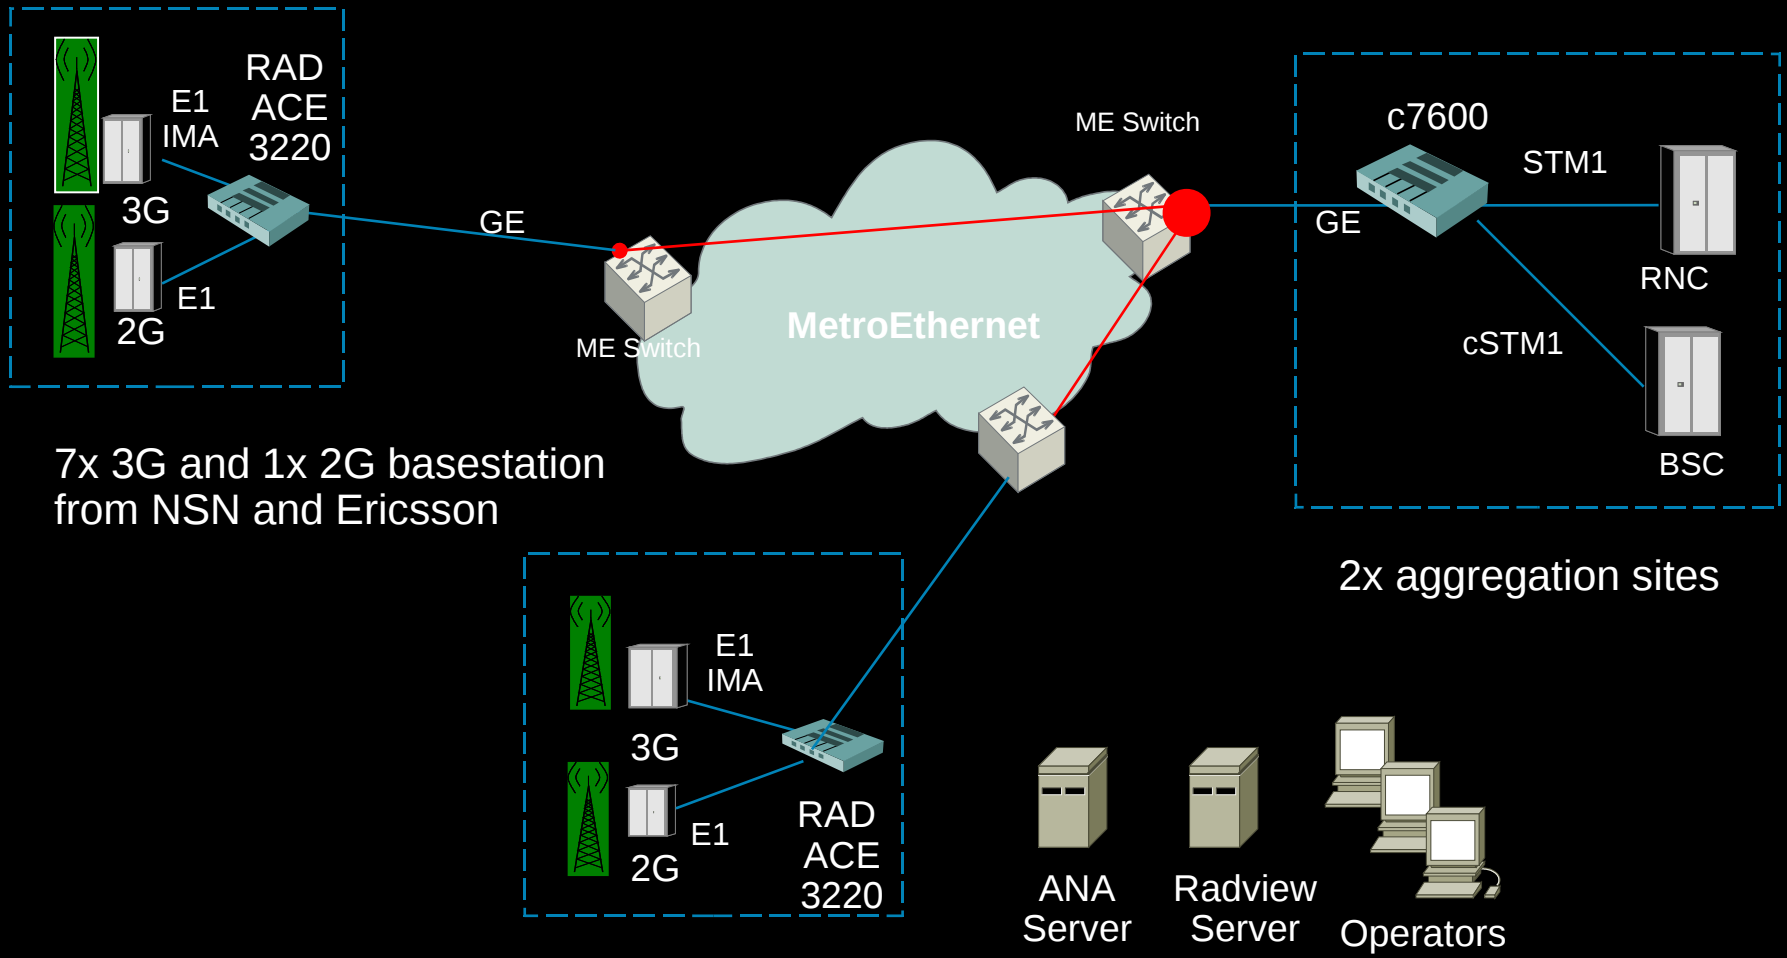 RAD
ACE
3220
E1
IMA
3G
E1
2G
GE
ME Switch
MetroEthernet
ME Switch
GE
c7600
STM1
RNC
cSTM1
BSC
7x 3G and 1x 2G basestation
from NSN and Ericsson
2x aggregation sites
E1
IMA
3G
E1
2G
RAD
ACE
3220
ANA
Server
Radview
Server
Operators